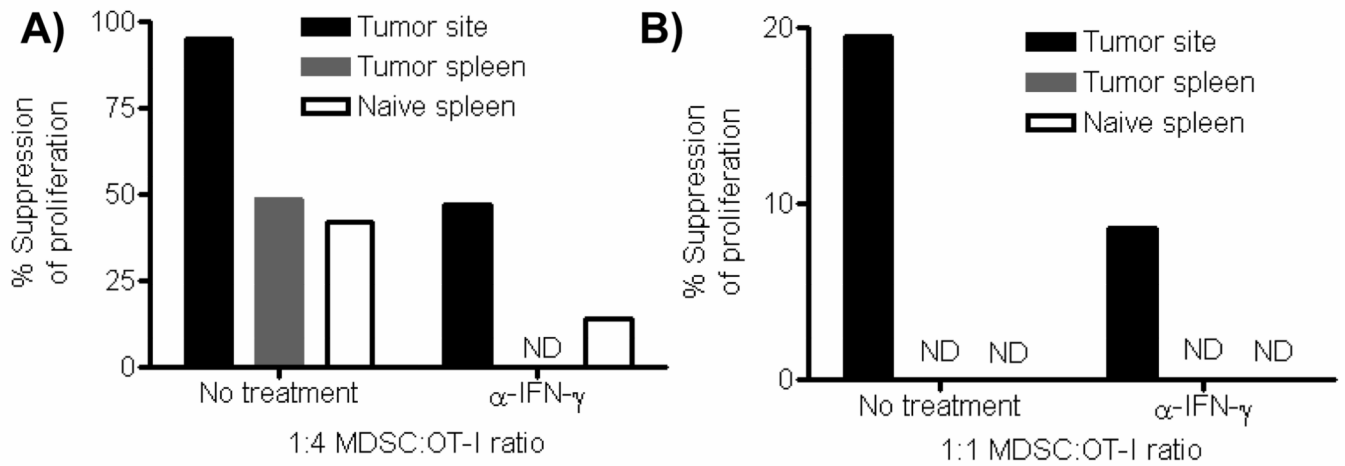 A)
% Suppression
of proliferation
100
75
50
25
0
Tumor site
Tumor spleen
Naive spleen
ND
No treatment
α-IFN-γ
1:4 MDSC:OT-I ratio
B)
% Suppression
of proliferation
20
10
0
Tumor site
Tumor spleen
Naive spleen
ND ND
ND ND
No treatment
α-IFN-γ
1:1 MDSC:OT-I ratio